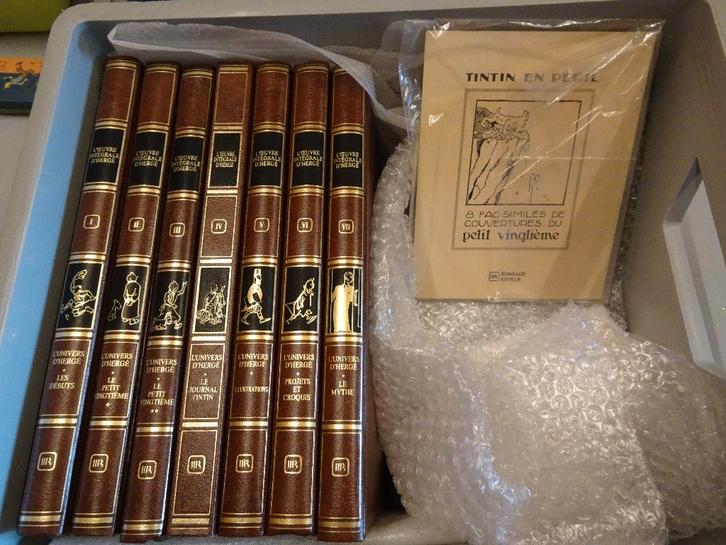 L'ŒUVRE
INTÉGRALE
D'HERGÉ
I
L'UNIVERS
D'HERGÉ
LES
DÉBUTS
L'ŒUVRE
INTÉGRALE
D'HERGÉ
II
L'UNIVERS
D'HERGÉ
LE
PETIT
VINGTIÈME
*
L'ŒUVRE
INTÉGRALE
D'HERGÉ
III
L'UNIVERS
D'HERGÉ
LE
PETIT
VINGTIÈME
**
L'ŒUVRE
INTÉGRALE
D'HERGÉ
IV
L'UNIVERS
D'HERGÉ
LE
JOURNAL
TINTIN
L'ŒUVRE
INTÉGRALE
D'HERGÉ
V
L'UNIVERS
D'HERGÉ
ILLUSTRATIONS
L'ŒUVRE
INTÉGRALE
D'HERGÉ
VI
L'UNIVERS
D'HERGÉ
PROJETS
ET
CROQUIS
L'ŒUVRE
INTÉGRALE
D'HERGÉ
VII
L'UNIVERS
D'HERGÉ
LE
MYTHE
TINTIN EN PÉRIL
8 FAC-SIMILÉS DE
COUVERTURES DU
petit vingtième
ROMBALDI
ÉDITEUR